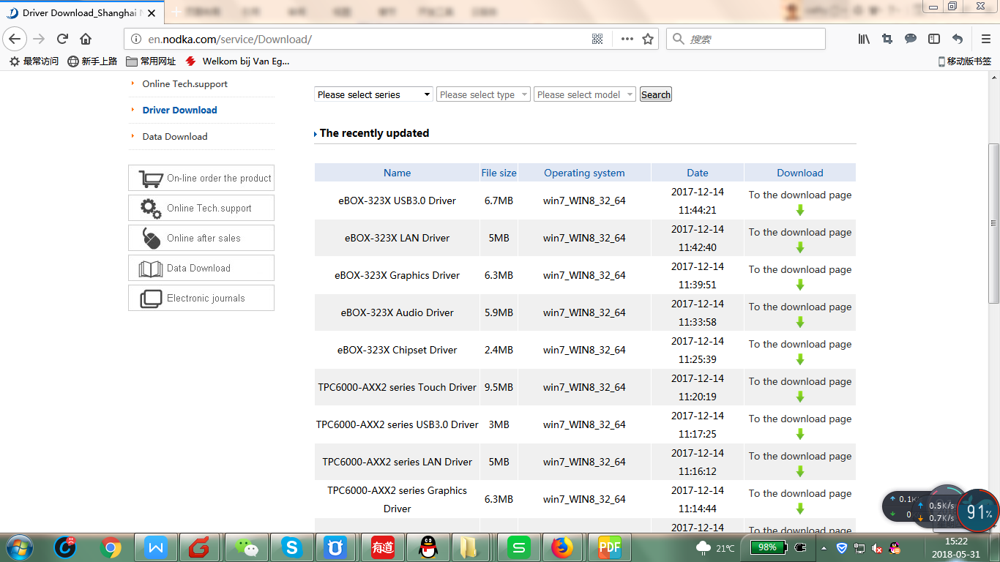 Driver Download_Shanghai N
en.nodka.com/service/Download/
搜索
最常访问
新手上路
常用网址
Welkom bij Van Eg...
移动版书签
Online Tech.support
Driver Download
Data Download
On-line order the product
Online Tech.support
Online after sales
Data Download
Electronic journals
Please select series
Please select type
Please select model
Search
The recently updated
Name File size Operating system Date Download
eBOX-323X USB3.0 Driver 6.7MB win7_WIN8_32_64 2017-12-14 11:44:21 To the download page
eBOX-323X LAN Driver 5MB win7_WIN8_32_64 2017-12-14 11:42:40 To the download page
eBOX-323X Graphics Driver 6.3MB win7_WIN8_32_64 2017-12-14 11:39:51 To the download page
eBOX-323X Audio Driver 5.9MB win7_WIN8_32_64 2017-12-14 11:33:58 To the download page
eBOX-323X Chipset Driver 2.4MB win7_WIN8_32_64 2017-12-14 11:25:39 To the download page
TPC6000-AXX2 series Touch Driver 9.5MB win7_WIN8_32_64 2017-12-14 11:20:19 To the download page
TPC6000-AXX2 series USB3.0 Driver 3MB win7_WIN8_32_64 2017-12-14 11:17:25 To the download page
TPC6000-AXX2 series LAN Driver 5MB win7_WIN8_32_64 2017-12-14 11:16:12 To the download page
TPC6000-AXX2 series Graphics Driver 6.3MB win7_WIN8_32_64 2017-12-14 11:14:44 To the download page
2017-12-14 To the download page
0.1K
0
0.5K/s
0.7K/s
91%
有道
PDF
21℃
98%
15:22
2018-05-31